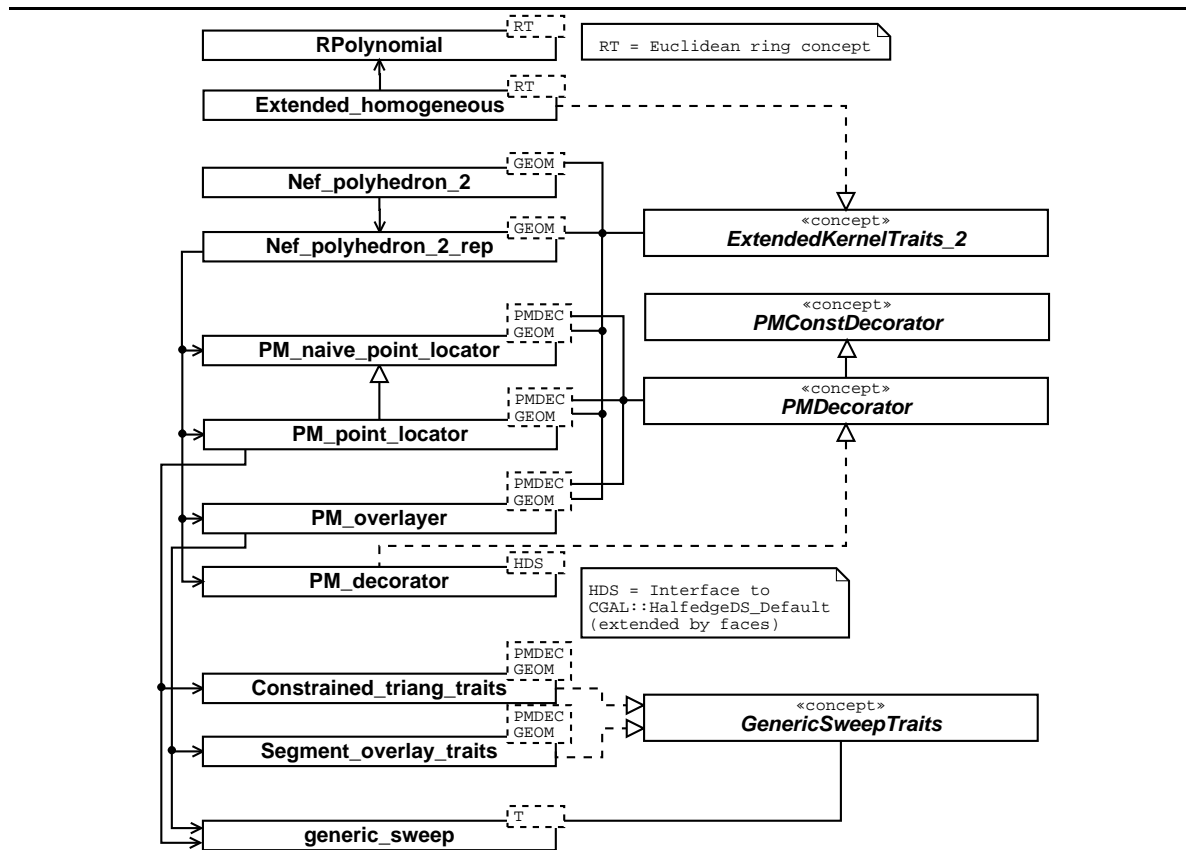 RT
RPolynomial
RT = Euclidean ring concept
RT
Extended_homogeneous
GEOM
Nef_polyhedron_2
GEOM
Nef_polyhedron_2_rep
«concept»
ExtendedKernelTraits_2
PMDEC
GEOM
PM_naive_point_locator
«concept»
PMConstDecorator
PMDEC
GEOM
PM_point_locator
«concept»
PMDecorator
PMDEC
GEOM
PM_overlayer
HDS
PM_decorator
HDS = Interface to
CGAL::HalfedgeDS_Default
(extended by faces)
PMDEC
GEOM
Constrained_triang_traits
PMDEC
GEOM
Segment_overlay_traits
«concept»
GenericSweepTraits
T
generic_sweep